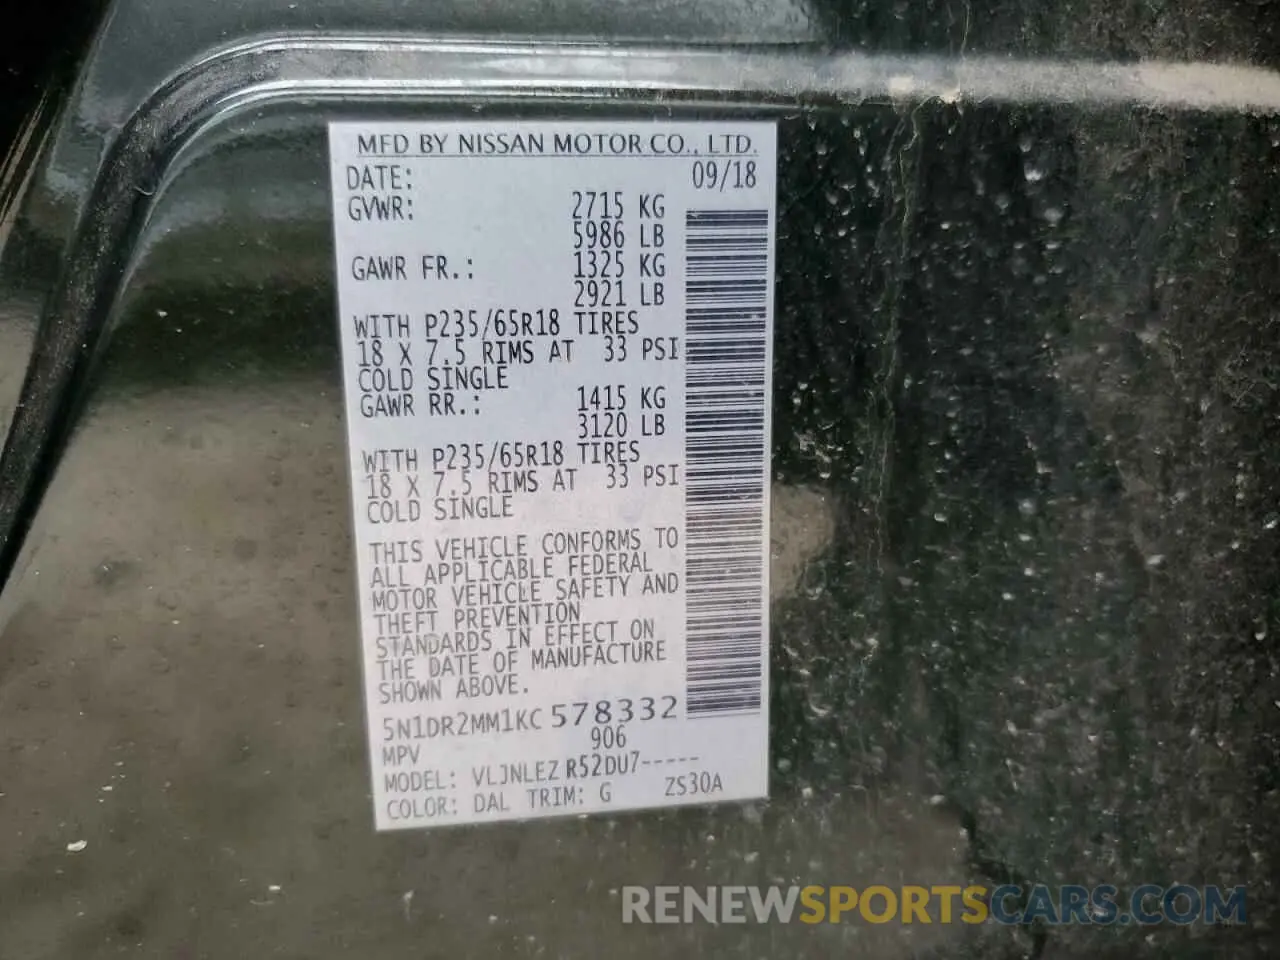 MFD BY NISSAN MOTOR CO., LTD.
DATE: 09/18
GVWR: 2715 KG
5986 LB
GAWR FR.: 1325 KG
2921 LB
WITH P235/65R18 TIRES
18 X 7.5 RIMS AT 33 PSI
COLD SINGLE
GAWR RR.: 1415 KG
3120 LB
WITH P235/65R18 TIRES
18 X 7.5 RIMS AT 33 PSI
COLD SINGLE
THIS VEHICLE CONFORMS TO
ALL APPLICABLE FEDERAL
MOTOR VEHICLE SAFETY AND
THEFT PREVENTION
STANDARDS IN EFFECT ON
THE DATE OF MANUFACTURE
SHOWN ABOVE.
5N1DR2MM1KC578332
MPV 906
MODEL: VLJNLEZ R52DU7-----
COLOR: DAL TRIM: G ZS30A
RENEWSPORTSCARS.COM